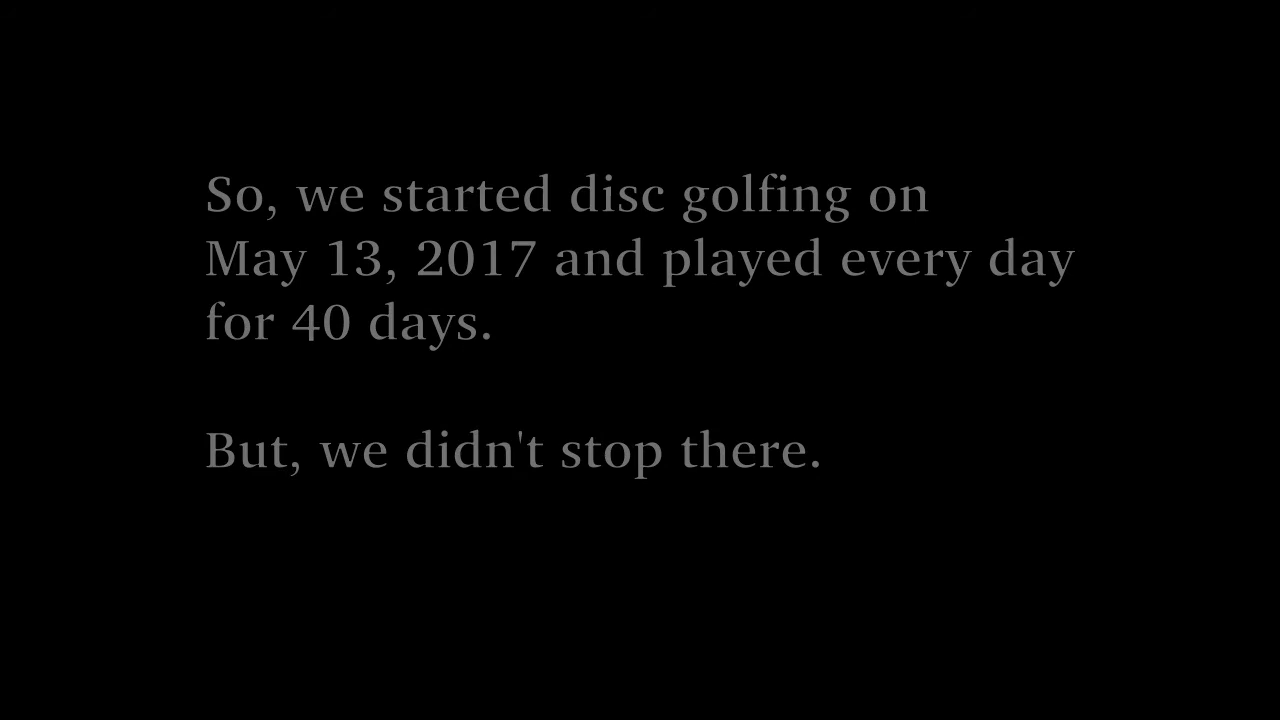 So, we started disc golfing on
May 13, 2017 and played every day
for 40 days.
But, we didn't stop there.